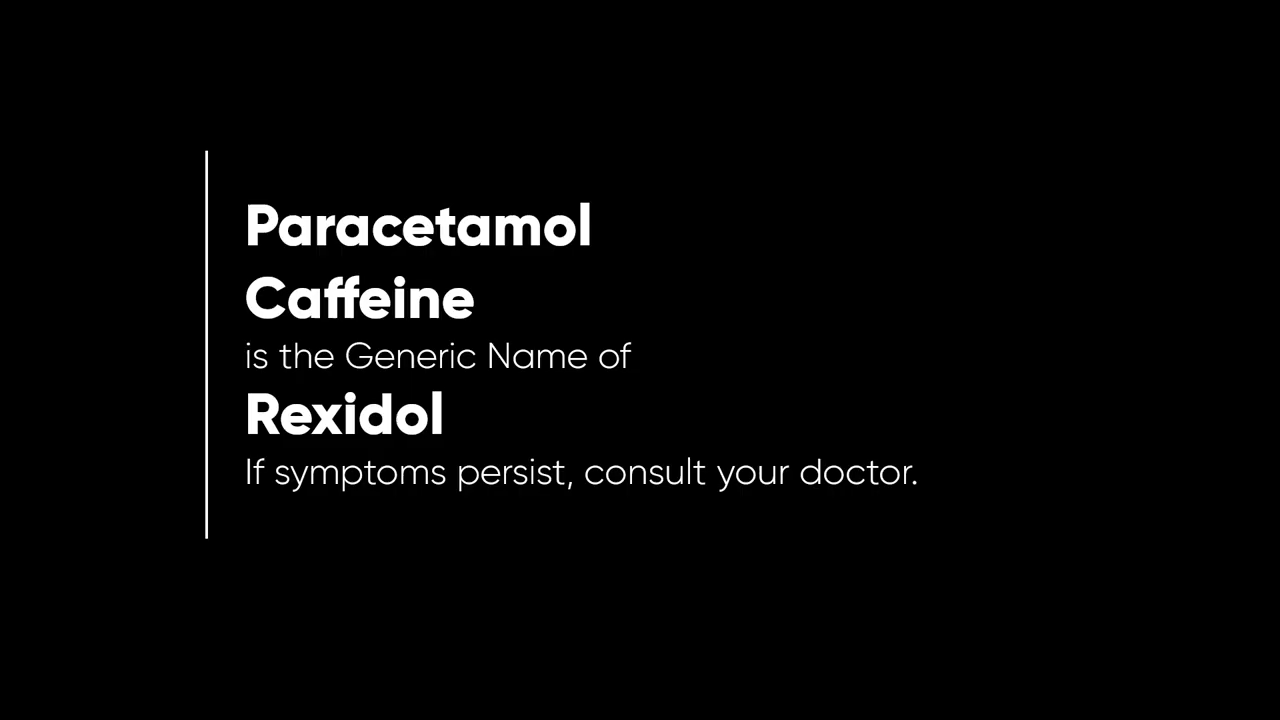 Paracetamol
Caffeine
is the Generic Name of
Rexidol
If symptoms persist, consult your doctor.